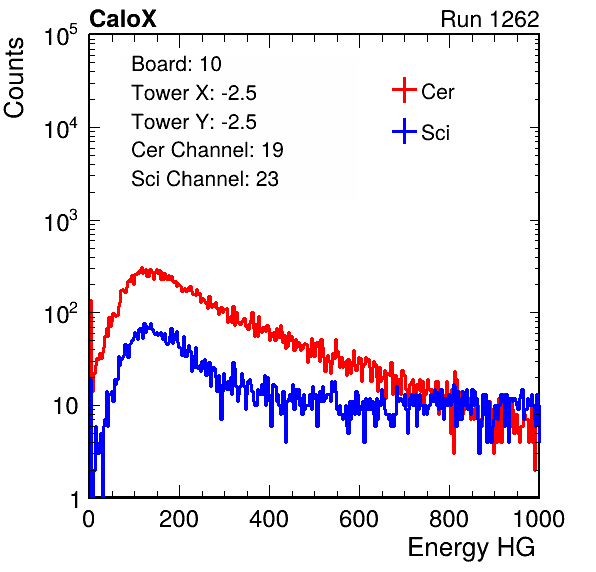 CaloX Run 1262
Counts
Board: 10
Tower X: -2.5
Tower Y: -2.5
Cer Channel: 19
Sci Channel: 23
Cer
Sci
10^5
10^4
10^3
10^2
10
1
0 200 400 600 800 1000
Energy HG